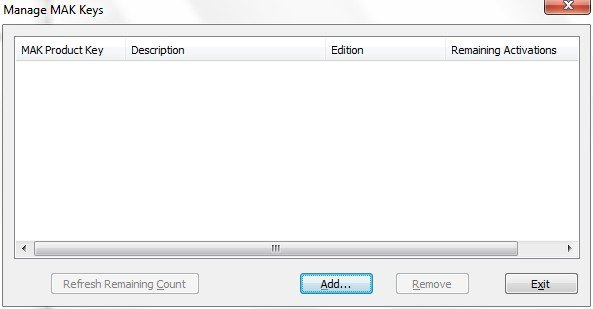 Manage MAK Keys
MAK Product Key Description Edition Remaining Activations
Refresh Remaining Count Add... Remove Exit